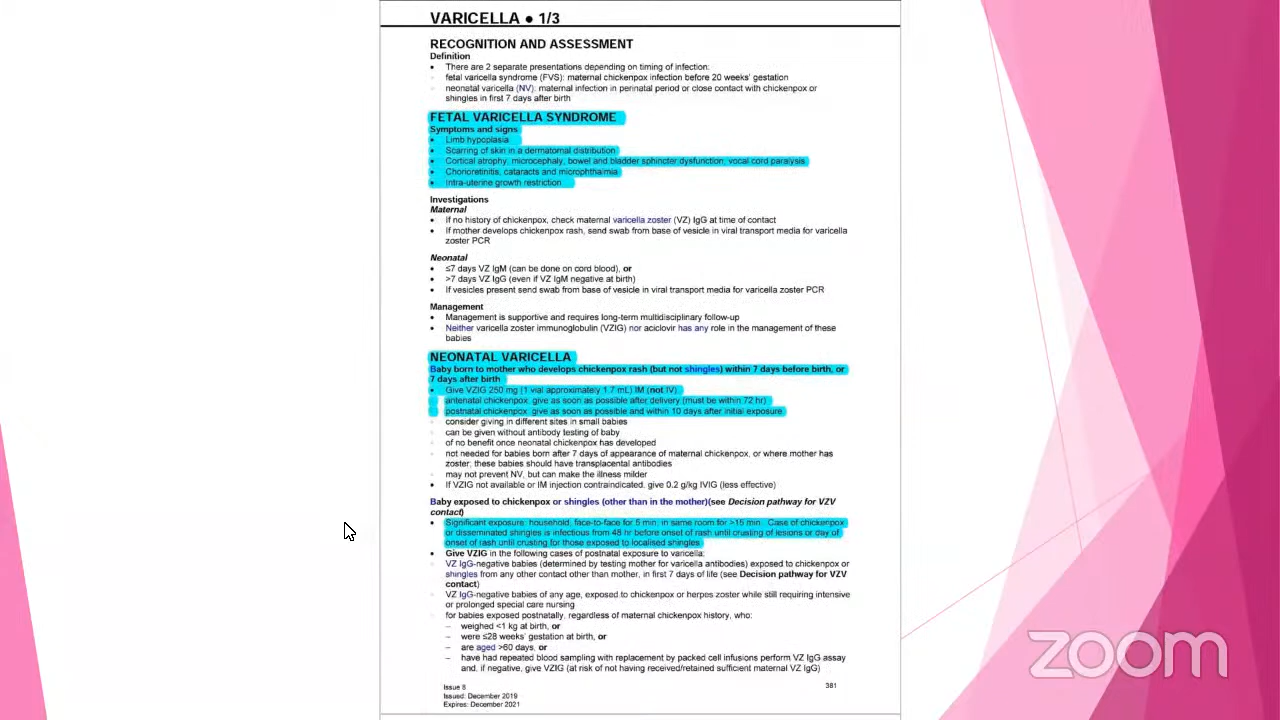 VARICELLA ● 1/3
RECOGNITION AND ASSESSMENT
Definition
• There are 2 separate presentations depending on timing of infection:
◦ fetal varicella syndrome (FVS): maternal chickenpox infection before 20 weeks' gestation
◦ neonatal varicella (NV): maternal infection in perinatal period or close contact with chickenpox or
shingles in first 7 days after birth
FETAL VARICELLA SYNDROME
Symptoms and signs
• Limb hypoplasia
• Scarring of skin in a dermatomal distribution
• Cortical atrophy, microcephaly, bowel and bladder sphincter dysfunction, vocal cord paralysis
• Chorioretinitis, cataracts and microphthalmia
• Intra-uterine growth restriction
Investigations
Maternal
• If no history of chickenpox, check maternal varicella zoster (VZ) IgG at time of contact
• If mother develops chickenpox rash, send swab from base of vesicle in viral transport media for varicella
zoster PCR
Neonatal
• ≤7 days VZ IgM (can be done on cord blood), or
• >7 days VZ IgG (even if VZ IgM negative at birth)
• If vesicles present send swab from base of vesicle in viral transport media for varicella zoster PCR
Management
• Management is supportive and requires long-term multidisciplinary follow-up
• Neither varicella zoster immunoglobulin (VZIG) nor aciclovir has any role in the management of these
babies
NEONATAL VARICELLA
Baby born to mother who develops chickenpox rash (but not shingles) within 7 days before birth, or
7 days after birth
• Give VZIG 250 mg (1 vial approximately 1.7 mL) IM (not IV)
◦ antenatal chickenpox: give as soon as possible after delivery (must be within 72 hr)
◦ postnatal chickenpox: give as soon as possible and within 10 days after initial exposure
◦ consider giving in different sites in small babies
◦ can be given without antibody testing of baby
◦ of no benefit once neonatal chickenpox has developed
◦ not needed for babies born after 7 days of appearance of maternal chickenpox, or where mother has
zoster; these babies should have transplacental antibodies
◦ may not prevent NV, but can make the illness milder
• If VZIG not available or IM injection contraindicated, give 0.2 g/kg IVIG (less effective)
Baby exposed to chickenpox or shingles (other than in the mother)(see Decision pathway for VZV
contact)
• Significant exposure: household, face-to-face for 5 min, in same room for >15 min. Case of chickenpox
or disseminated shingles is infectious from 48 hr before onset of rash until crusting of lesions or day of
onset of rash until crusting for those exposed to localised shingles
• Give VZIG in the following cases of postnatal exposure to varicella:
◦ VZ IgG-negative babies (determined by testing mother for varicella antibodies) exposed to chickenpox or
shingles from any other contact other than mother, in first 7 days of life (see Decision pathway for VZV
contact)
◦ VZ IgG-negative babies of any age, exposed to chickenpox or herpes zoster while still requiring intensive
or prolonged special care nursing
◦ for babies exposed postnatally, regardless of maternal chickenpox history, who:
– weighed <1 kg at birth, or
– were ≤28 weeks' gestation at birth, or
– are aged >60 days, or
– have had repeated blood sampling with replacement by packed cell infusions perform VZ IgG assay
and, if negative, give VZIG (at risk of not having received/retained sufficient maternal VZ IgG)
Issue 8
381
Issued: December 2019
Expires: December 2021
zoom